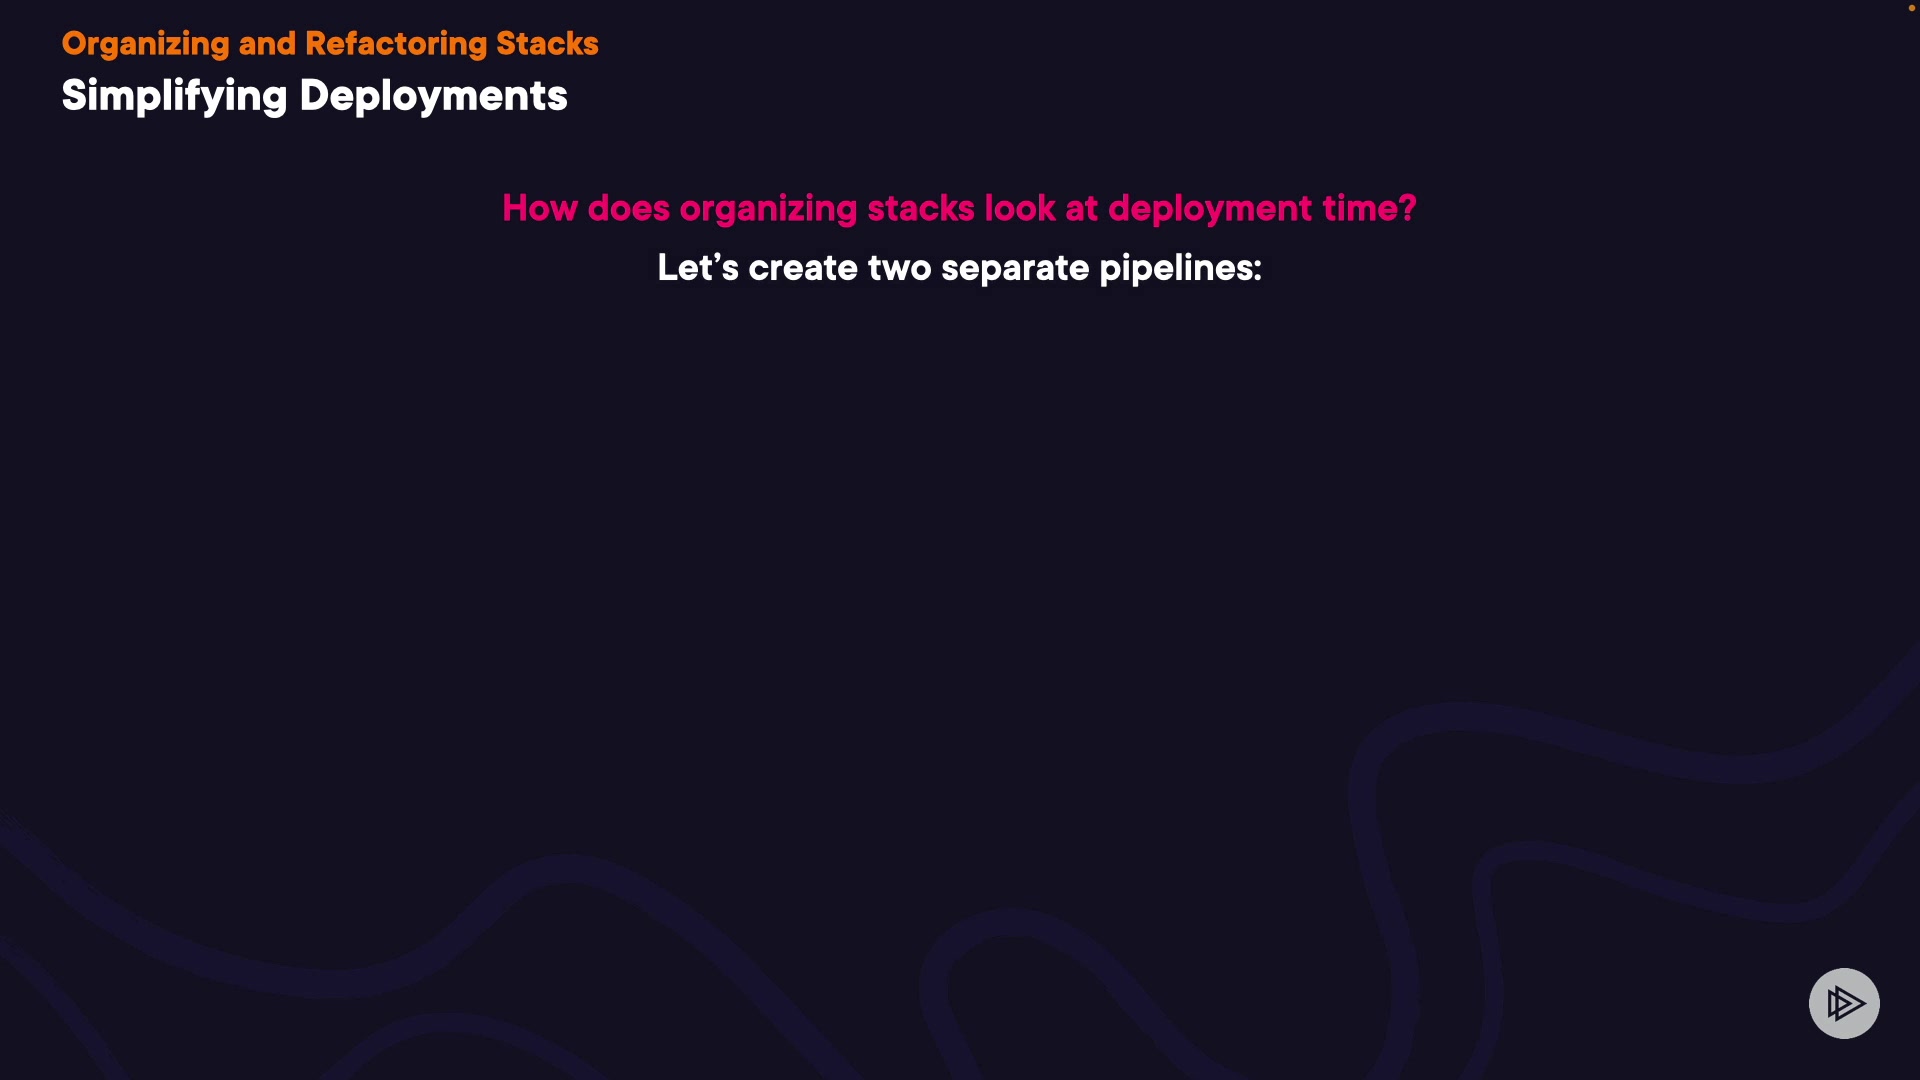 Organizing and Refactoring Stacks
Simplifying Deployments
How does organizing stacks look at deployment time?
Let’s create two separate pipelines: